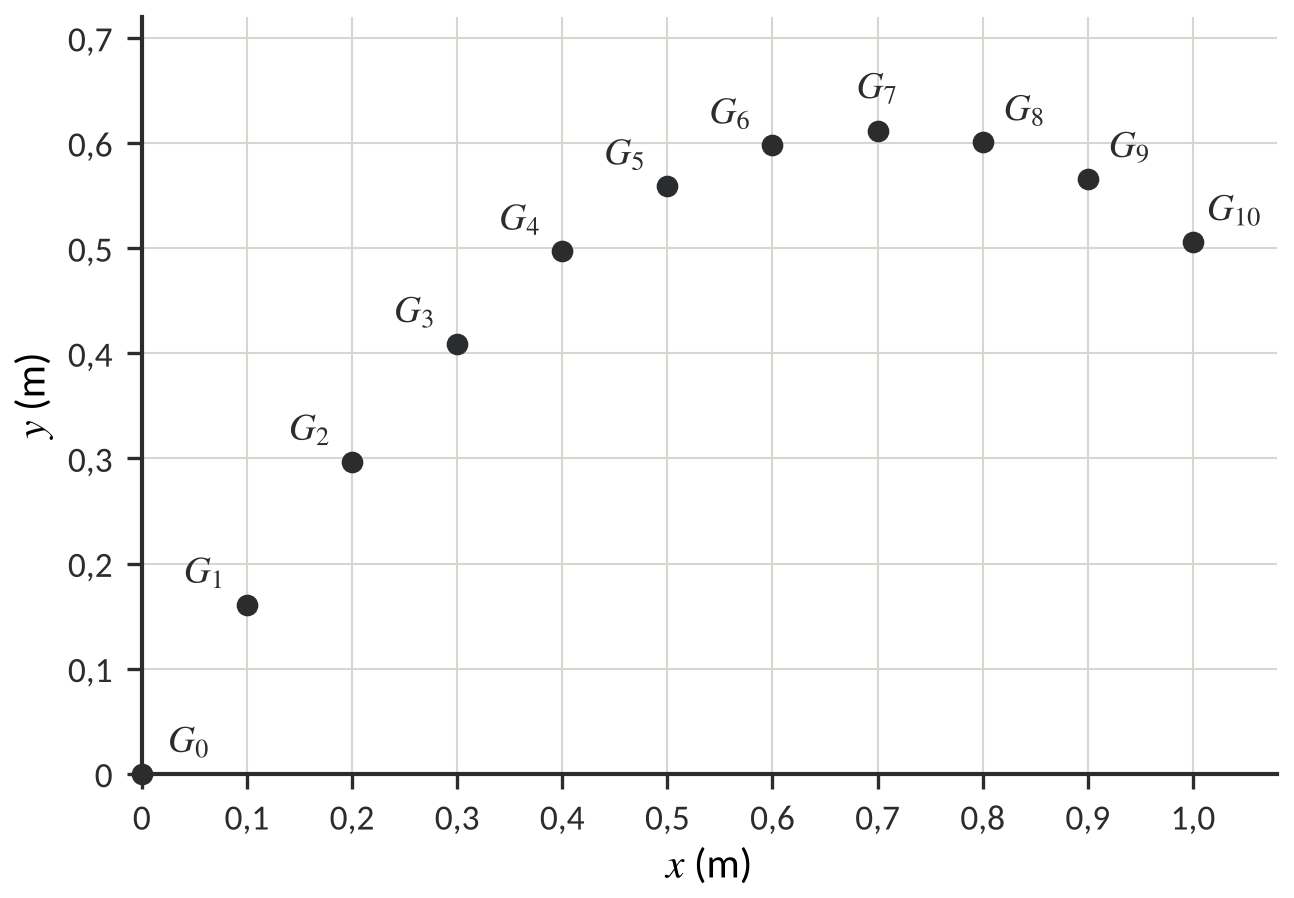 0,7
0,6
0,5
0,4
0,3
0,2
0,1
0
y (m)
G₀
G₁
G₂
G₃
G₄
G₅
G₆
G₇
G₈
G₉
G₁₀
0 0,1 0,2 0,3 0,4 0,5 0,6 0,7 0,8 0,9 1,0
x (m)